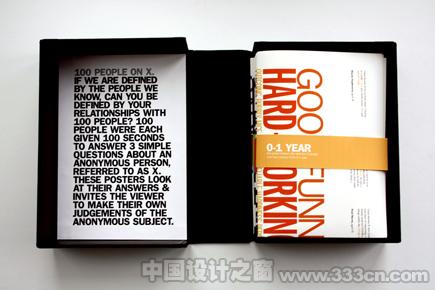 100 PEOPLE ON X.
IF WE ARE DEFINED
BY THE PEOPLE WE
KNOW, CAN YOU BE
DEFINED BY YOUR
RELATIONSHIPS WITH
100 PEOPLE? 100
PEOPLE WERE EACH
GIVEN 100 SECONDS
TO ANSWER 3 SIMPLE
QUESTIONS ABOUT AN
ANONYMOUS PERSON,
REFERRED TO AS X.
THESE POSTERS LOOK
AT THEIR ANSWERS &
INVITES THE VIEWER
TO MAKE THEIR OWN
JUDGEMENTS OF THE
ANONYMOUS SUBJECT.
GOO
FUNN
HARD-
WORKIN
0-1 YEAR
中国设计之窗
www.333cn.com